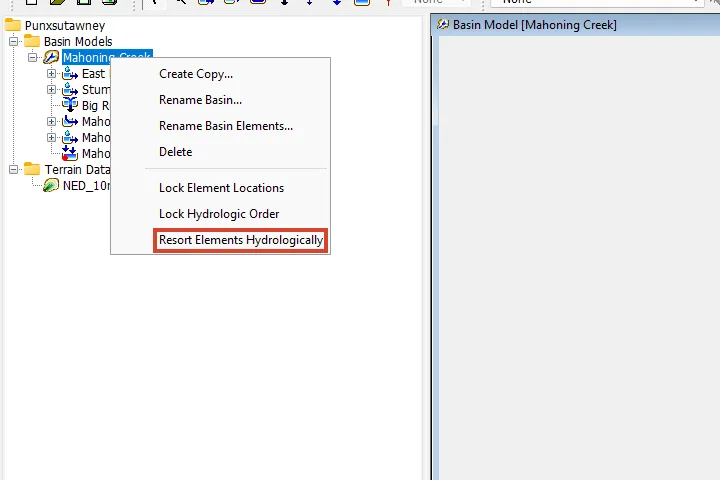 None
None
Punxsutawney
Basin Model [Mahoning Creek]
Basin Models
Mahoning Creek
East
Stum
Big R
Maho
Maho
Maho
Terrain Data
NED_10
Create Copy...
Rename Basin...
Rename Basin Elements...
Delete
Lock Element Locations
Lock Hydrologic Order
Resort Elements Hydrologically